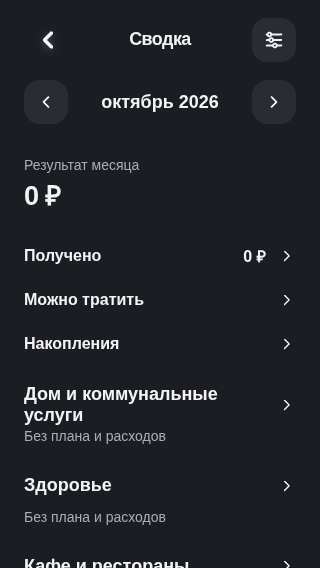 Сводка
октябрь 2026
Результат месяца
0 ₽
Получено 0 ₽
Можно тратить
Накопления
Дом и коммунальные
услуги
Без плана и расходов
Здоровье
Без плана и расходов
Кафе и рестораны